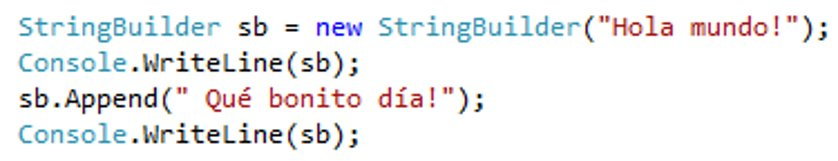 StringBuilder sb = new StringBuilder("Hola mundo!");
Console.WriteLine(sb);
sb.Append(" Qué bonito día!");
Console.WriteLine(sb);